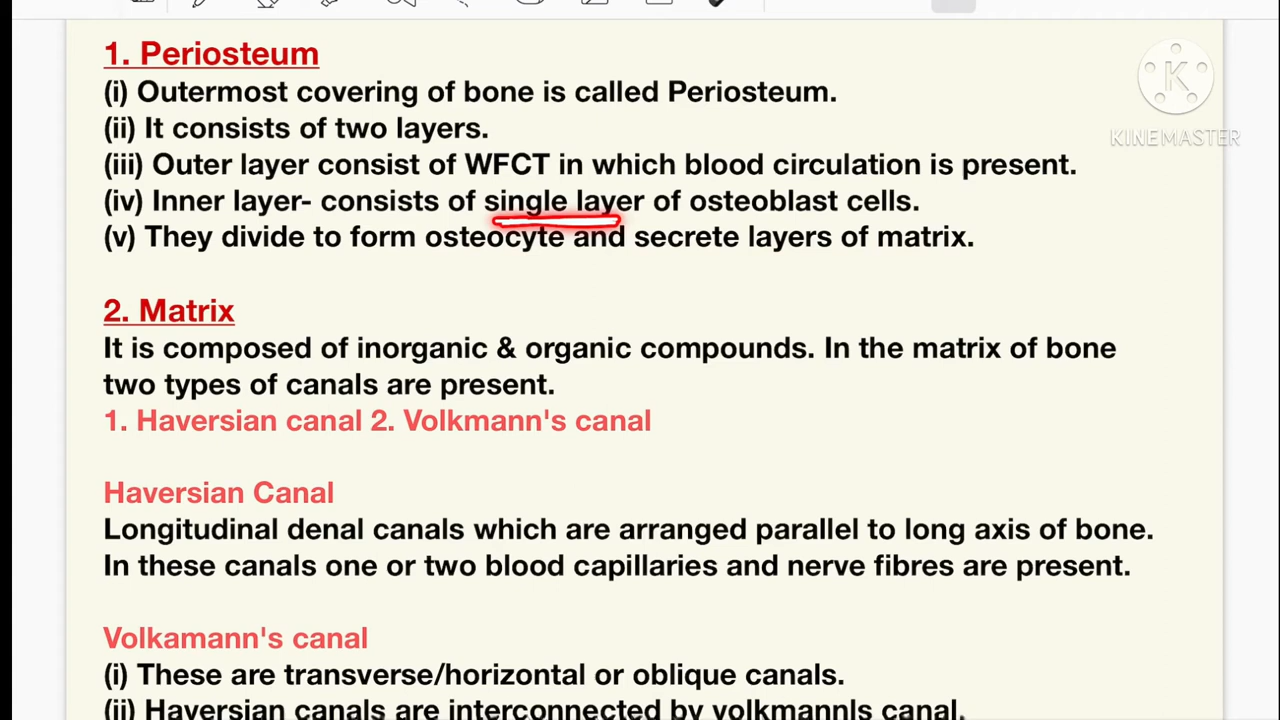 1. Periosteum
(i) Outermost covering of bone is called Periosteum.
(ii) It consists of two layers.
(iii) Outer layer consist of WFCT in which blood circulation is present.
(iv) Inner layer- consists of single layer of osteoblast cells.
(v) They divide to form osteocyte and secrete layers of matrix.
2. Matrix
It is composed of inorganic & organic compounds. In the matrix of bone
two types of canals are present.
1. Haversian canal 2. Volkmann's canal
Haversian Canal
Longitudinal denal canals which are arranged parallel to long axis of bone.
In these canals one or two blood capillaries and nerve fibres are present.
Volkamann's canal
(i) These are transverse/horizontal or oblique canals.
(ii) Haversian canals are interconnected by volkmannls canal.
K
KINEMASTER